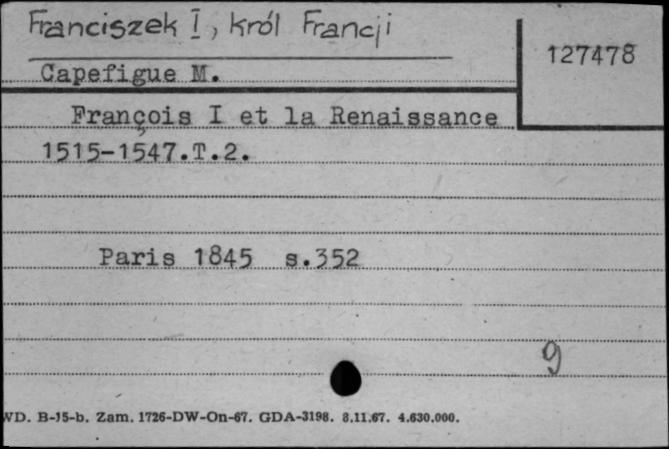 Franciszek I, król Francji
127478
Capefigue M.
François I et la Renaissance
1515-1547.T.2.
Paris 1845 s.352
9
WD. B-15-b. Zam. 1726-DW-On-67. GDA-3198. 8.11.67. 4.630.000.